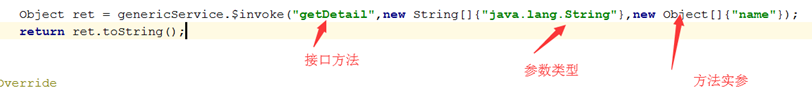 Object ret = genericService.$invoke("getDetail",new String[]{"java.lang.String"},new Object[]{"name"});
return ret.toString();
接口方法
参数类型
方法实参
Override